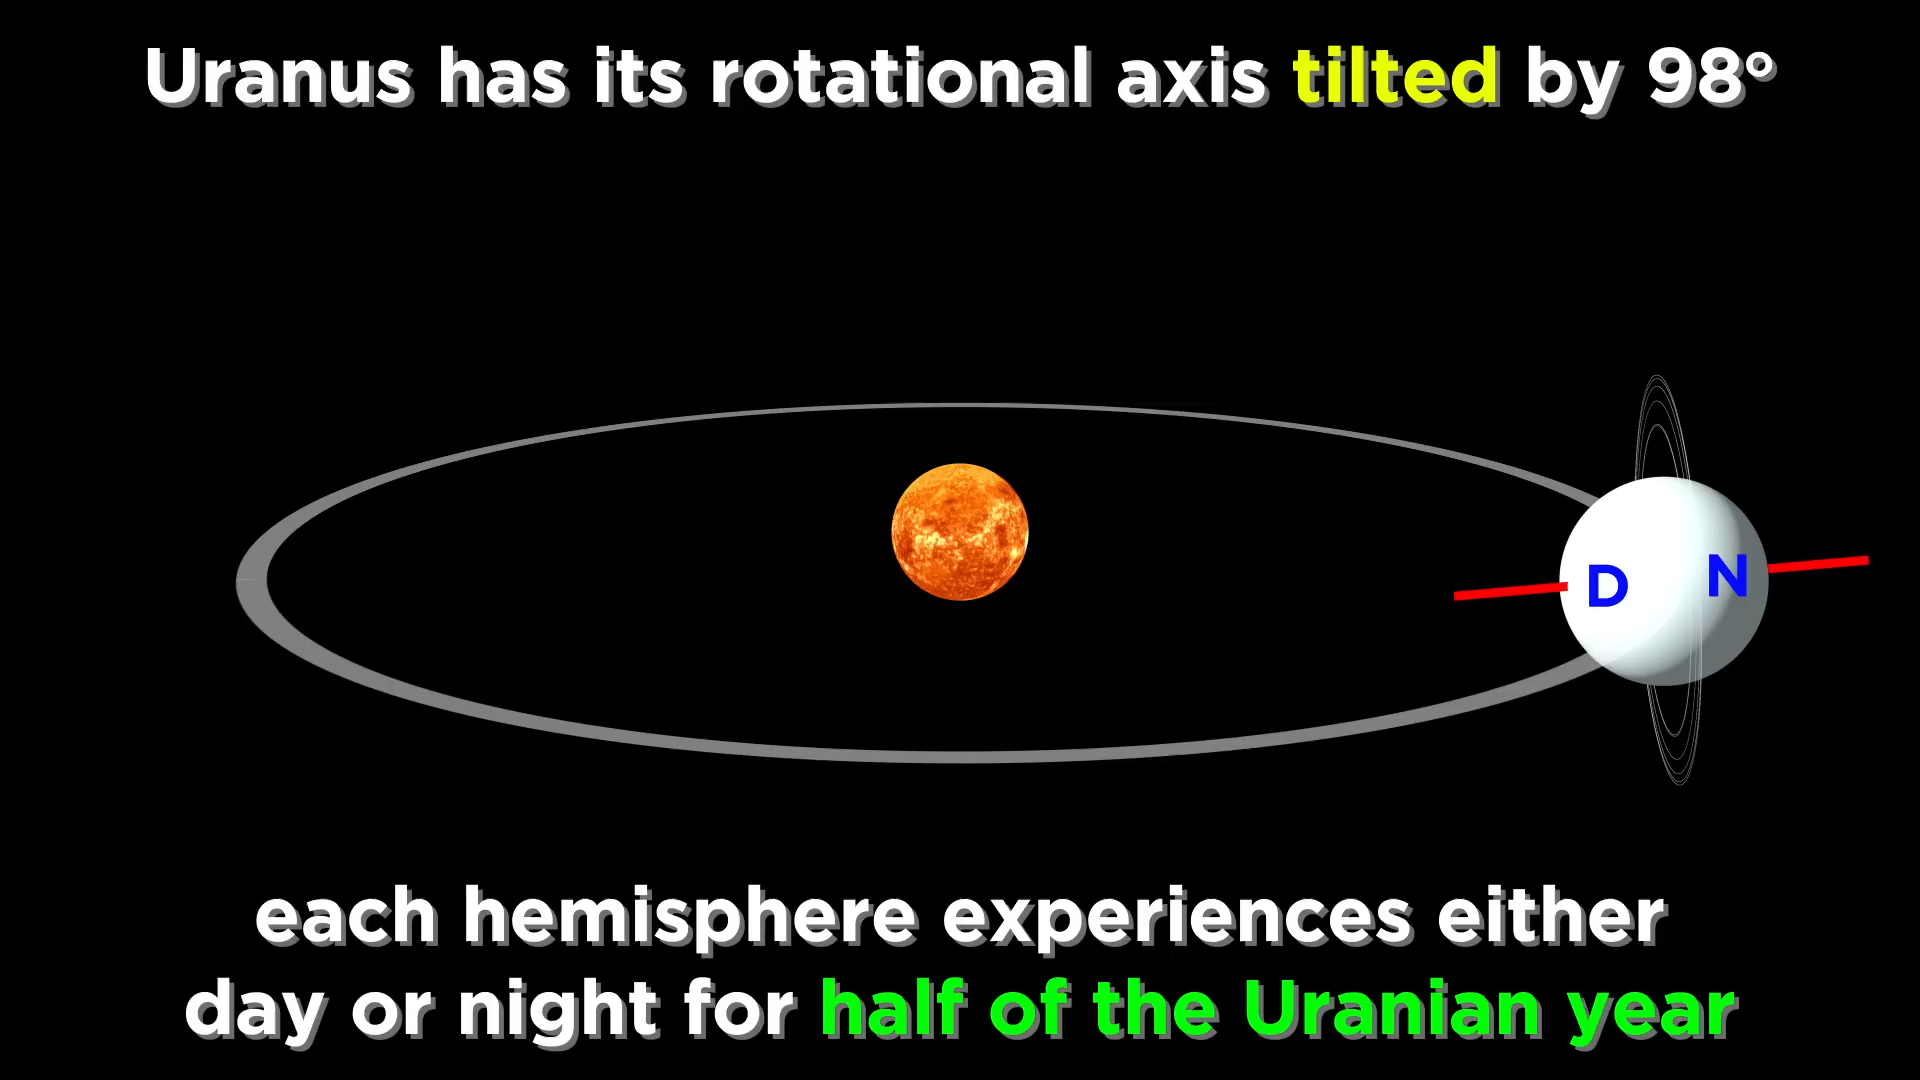 Uranus has its rotational axis tilted by 98°
D N
each hemisphere experiences either
day or night for half of the Uranian year